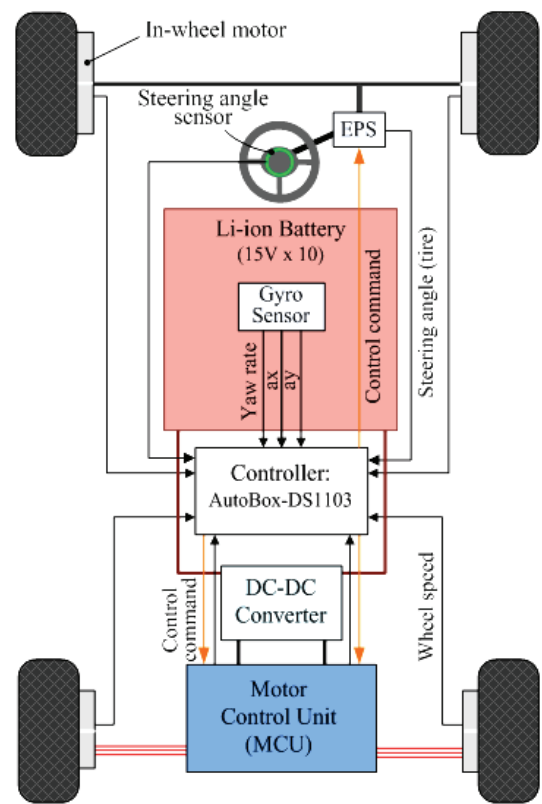 In-wheel motor
Steering angle
sensor
EPS
Li-ion Battery
(15V x 10)
Gyro
Sensor
Yaw rate
ax
ay
Control command
Steering angle (tire)
Controller:
AutoBox-DS1103
Control
command
DC-DC
Converter
Wheel speed
Motor
Control Unit
(MCU)